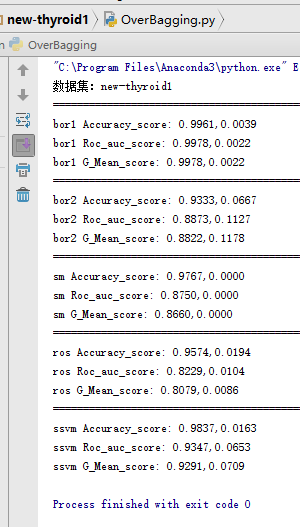 new-thyroid1 OverBagging.py
OverBagging
"C:\Program Files\Anaconda3\python.exe" E
数据集: new-thyroid1
bor1 Accuracy_score: 0.9961,0.0039
bor1 Roc_auc_score: 0.9978,0.0022
bor1 G_Mean_score: 0.9978,0.0022
bor2 Accuracy_score: 0.9333,0.0667
bor2 Roc_auc_score: 0.8873,0.1127
bor2 G_Mean_score: 0.8822,0.1178
sm Accuracy_score: 0.9767,0.0000
sm Roc_auc_score: 0.8750,0.0000
sm G_Mean_score: 0.8660,0.0000
ros Accuracy_score: 0.9574,0.0194
ros Roc_auc_score: 0.8229,0.0104
ros G_Mean_score: 0.8079,0.0086
ssvm Accuracy_score: 0.9837,0.0163
ssvm Roc_auc_score: 0.9347,0.0653
ssvm G_Mean_score: 0.9291,0.0709
Process finished with exit code 0